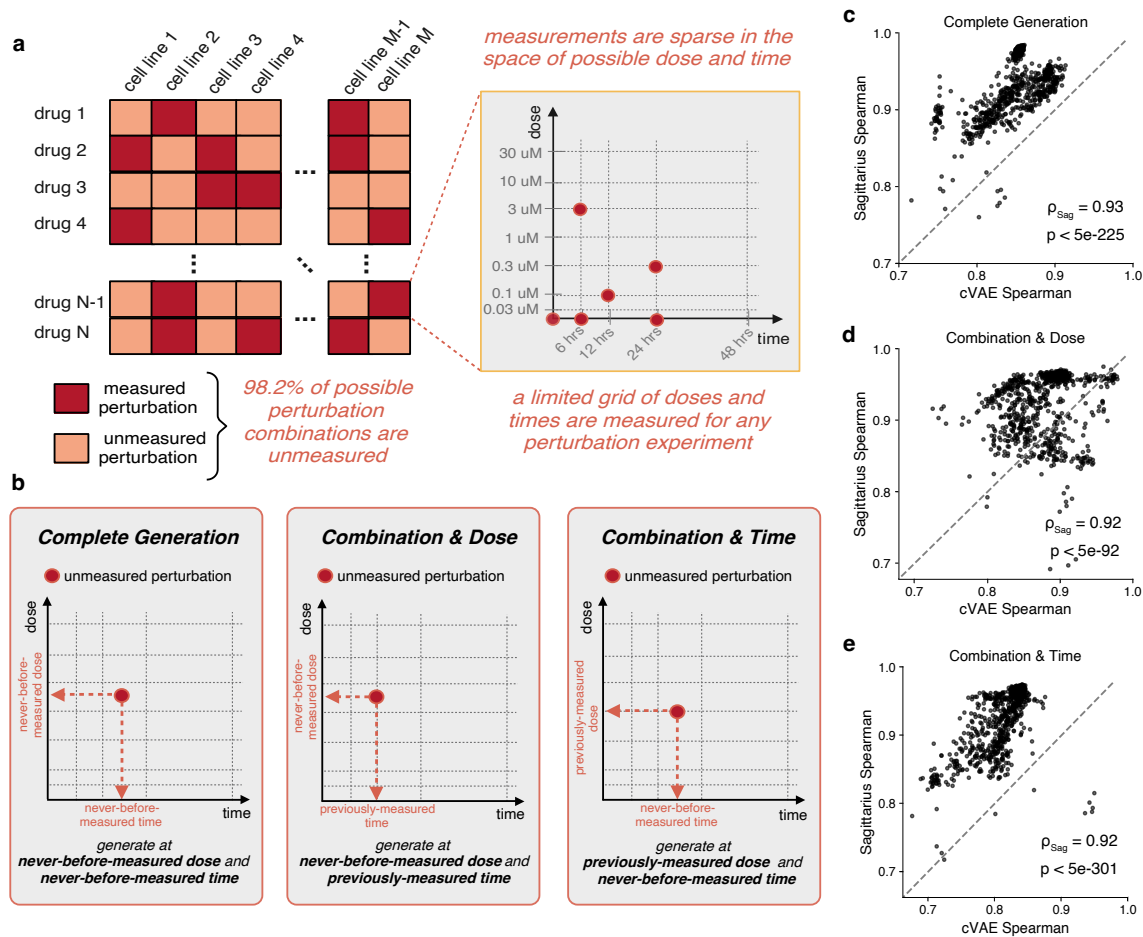 a
cell line 1
cell line 2
cell line 3
cell line 4
cell line M-1
cell line M
drug 1
drug 2
drug 3
drug 4
drug N-1
drug N
...
...
...
...
...
measured
perturbation
unmeasured
perturbation
98.2% of possible
perturbation
combinations are
unmeasured
measurements are sparse in the
space of possible dose and time
dose
30 uM
10 uM
3 uM
1 uM
0.3 uM
0.1 uM
0.03 uM
6 hrs
12 hrs
24 hrs
48 hrs
time
a limited grid of doses and
times are measured for any
perturbation experiment
b
Complete Generation
unmeasured perturbation
dose
never-before-
measured dose
never-before-
measured time
time
generate at
never-before-measured dose and
never-before-measured time
Combination & Dose
unmeasured perturbation
dose
never-before-
measured dose
previously-measured
time
time
generate at
never-before-measured dose and
previously-measured time
Combination & Time
unmeasured perturbation
dose
previously-measured
dose
never-before-
measured time
time
generate at
previously-measured dose and
never-before-measured time
c
Complete Generation
Sagittarius Spearman
1.0
0.9
0.8
0.7
0.7
0.8
0.9
1.0
ρSag = 0.93
p < 5e-225
cVAE Spearman
d
Combination & Dose
Sagittarius Spearman
1.0
0.9
0.8
0.7
0.8
0.9
1.0
ρSag = 0.92
p < 5e-92
cVAE Spearman
e
Combination & Time
Sagittarius Spearman
1.0
0.9
0.8
0.7
0.7
0.8
0.9
1.0
ρSag = 0.92
p < 5e-301
cVAE Spearman